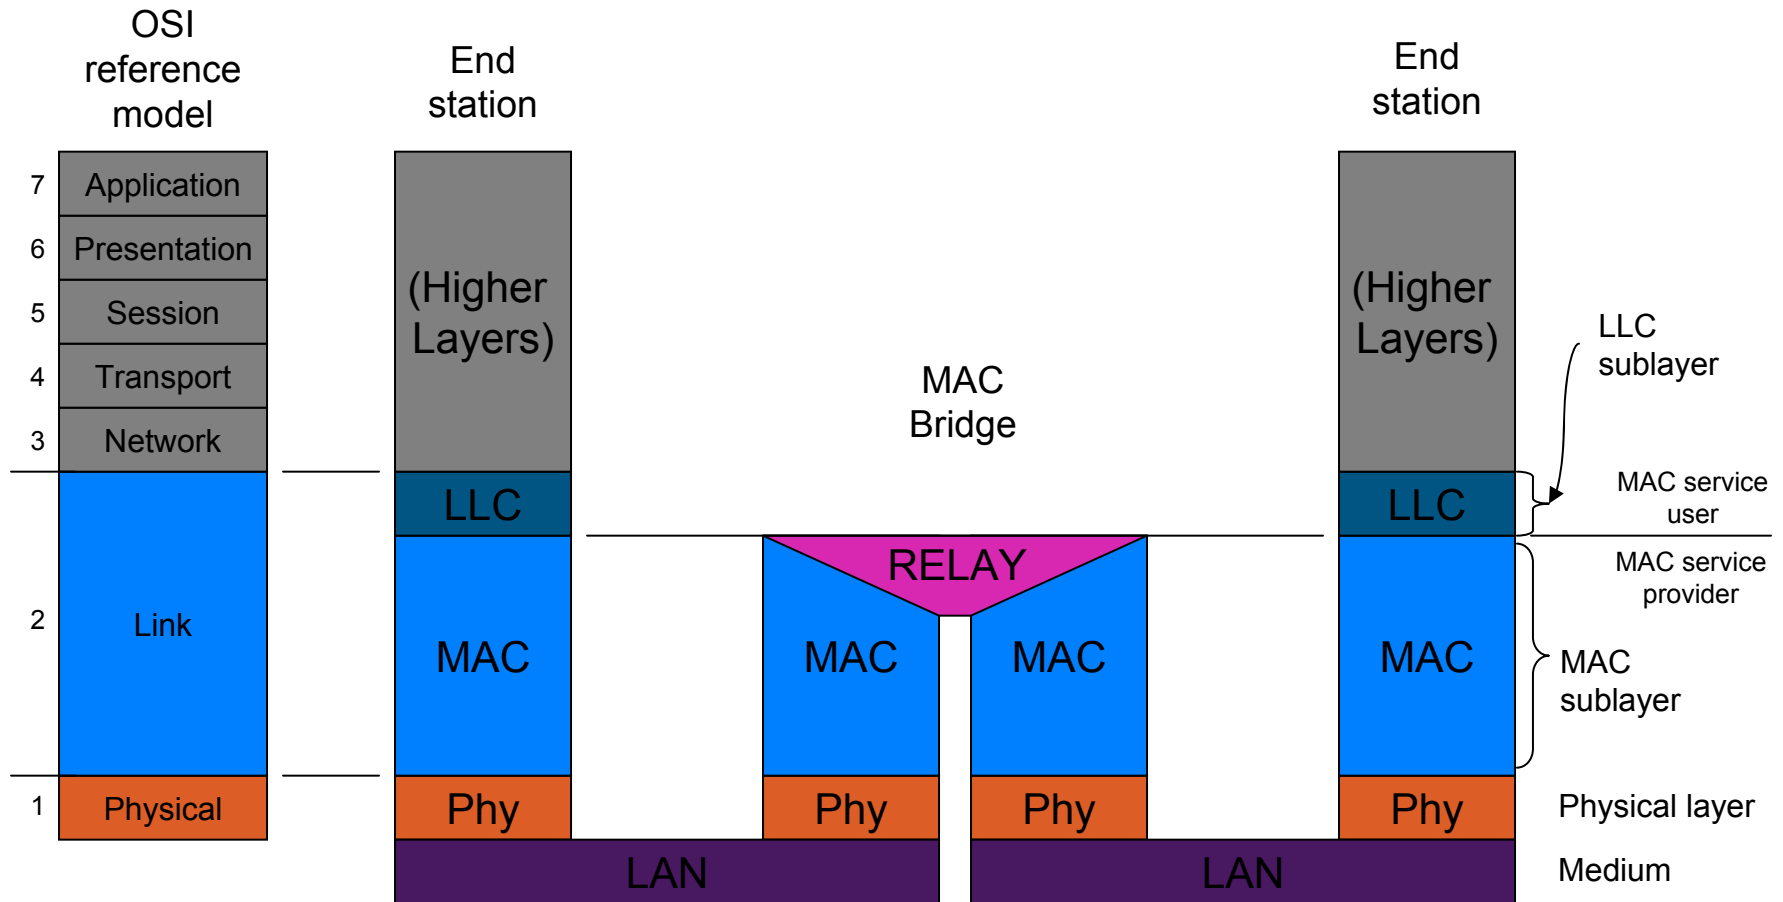 OSI
reference
model
End
station
End
station
7
Application
6
Presentation
5
Session
4
Transport
3
Network
2
Link
1
Physical
(Higher
Layers)
LLC
MAC
Phy
MAC
Bridge
RELAY
MAC
MAC
Phy
Phy
LAN
LAN
(Higher
Layers)
LLC
MAC
Phy
LLC
sublayer
MAC service
user
MAC service
provider
MAC
sublayer
Physical layer
Medium